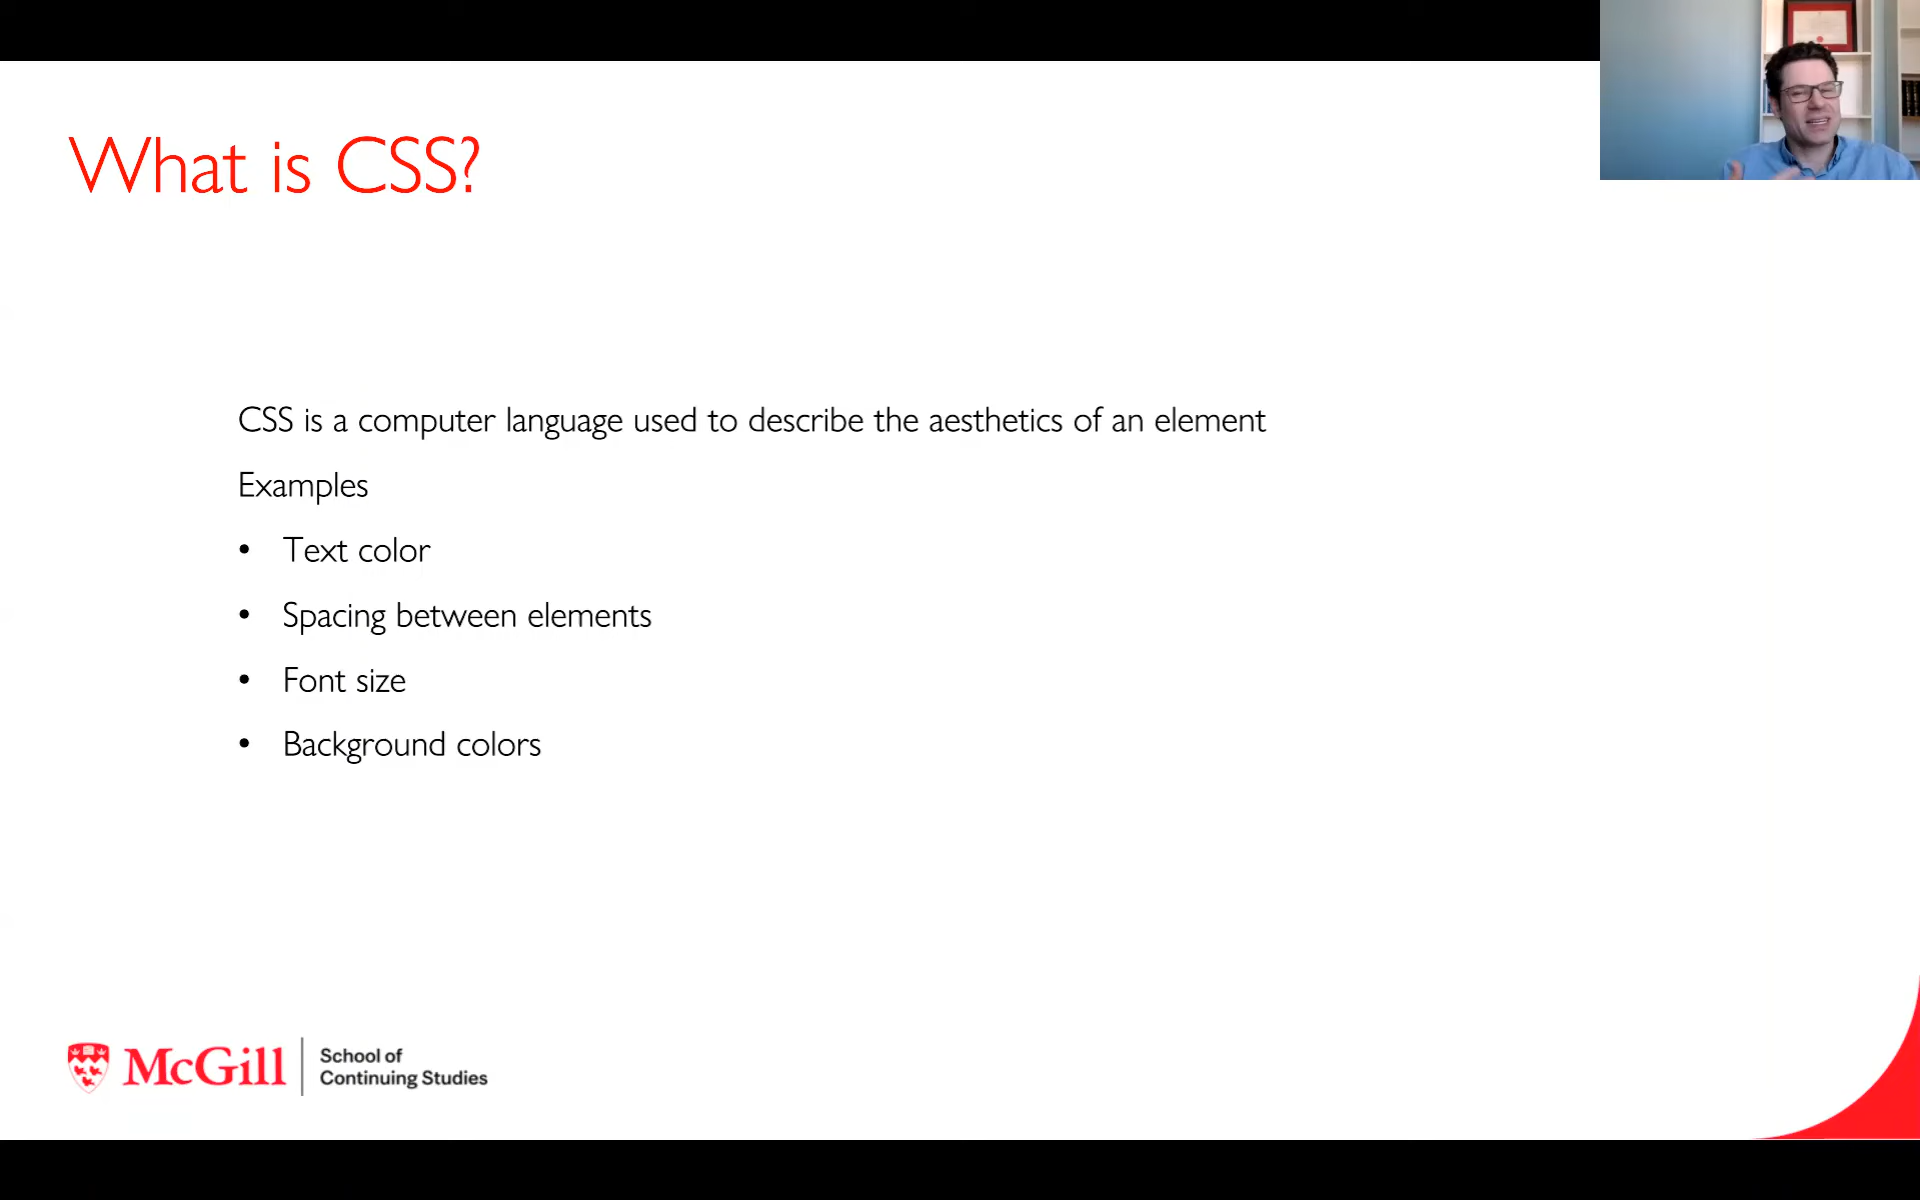 What is CSS?
CSS is a computer language used to describe the aesthetics of an element
Examples
• Text color
• Spacing between elements
• Font size
• Background colors
McGill
School of
Continuing Studies